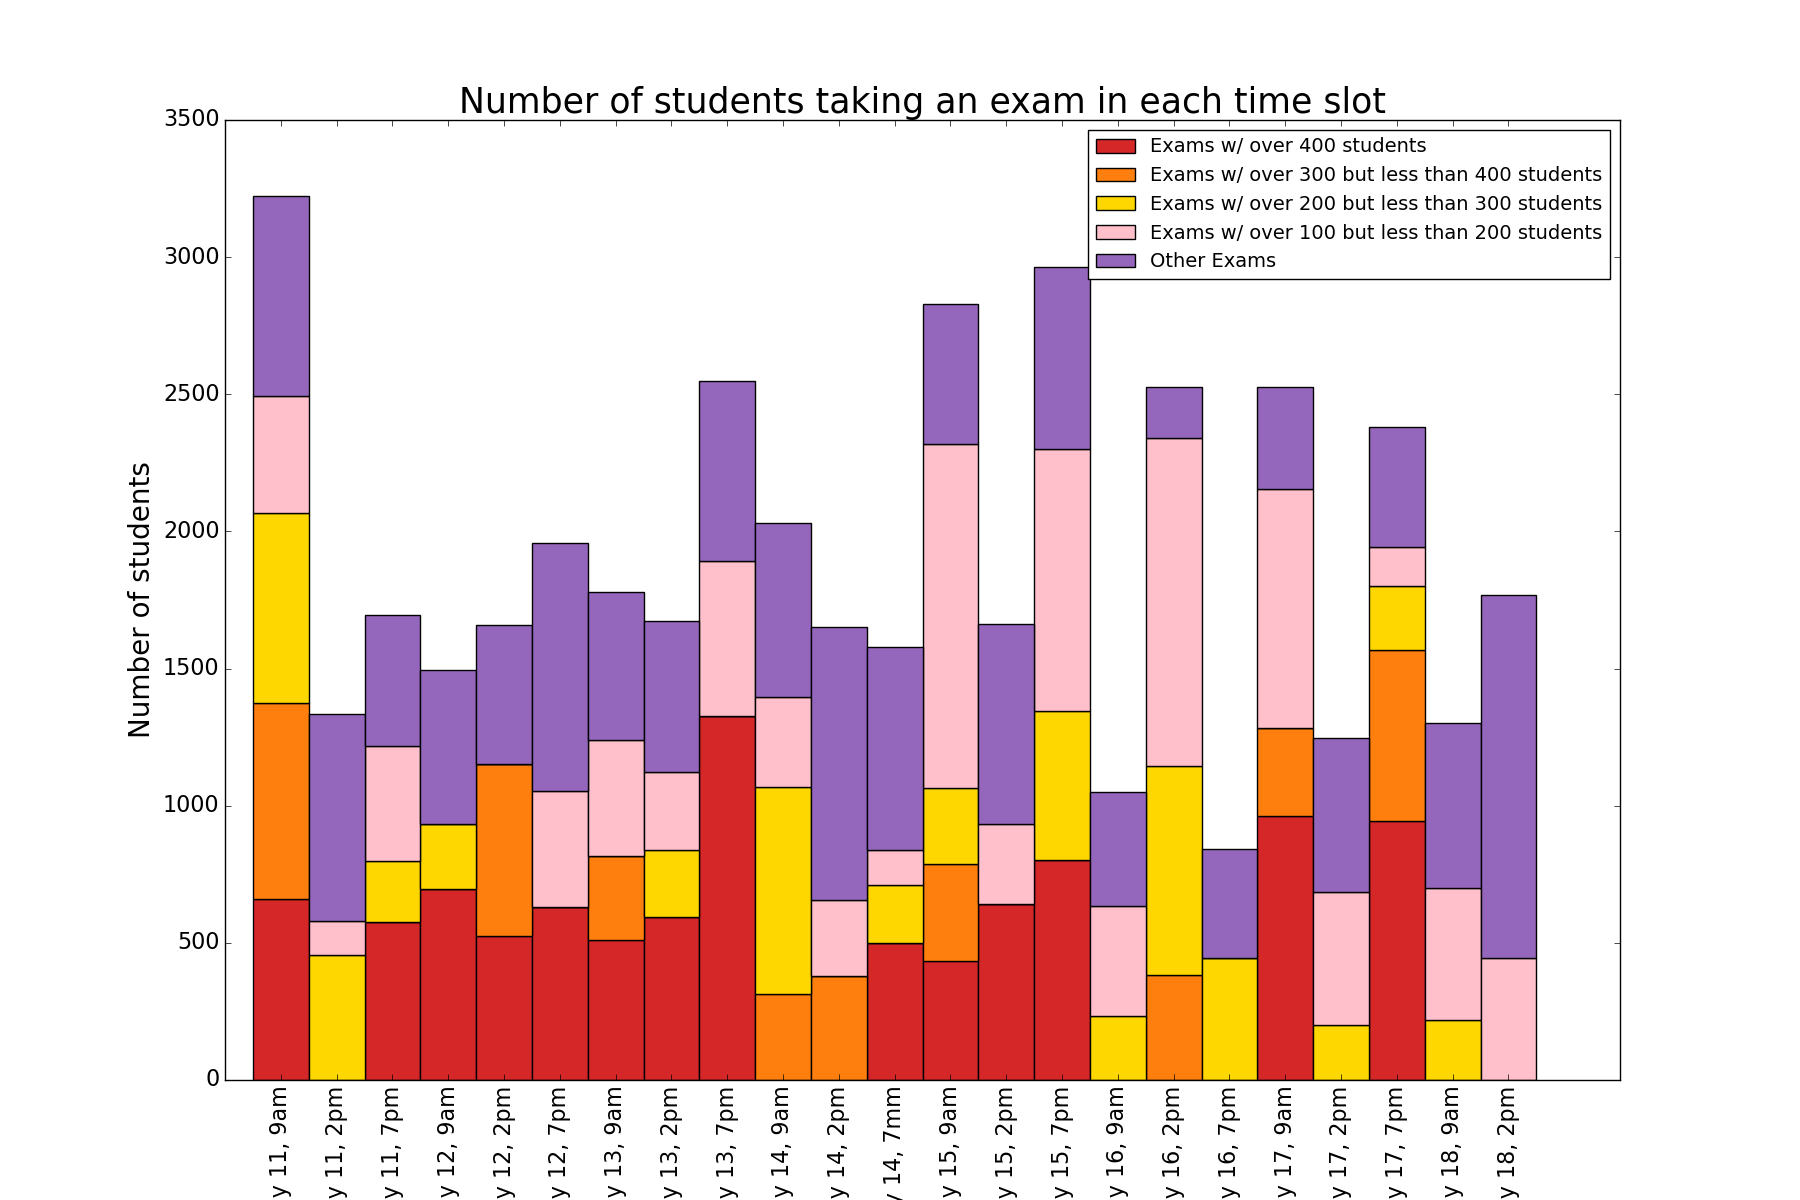 Number of students taking an exam in each time slot
Exams w/ over 400 students
Exams w/ over 300 but less than 400 students
Exams w/ over 200 but less than 300 students
Exams w/ over 100 but less than 200 students
Other Exams
Number of students
3500
3000
2500
2000
1500
1000
500
0
y 11, 9am
y 11, 2pm
y 11, 7pm
y 12, 9am
y 12, 2pm
y 12, 7pm
y 13, 9am
y 13, 2pm
y 13, 7pm
y 14, 9am
y 14, 2pm
y 14, 7mm
y 15, 9am
y 15, 2pm
y 15, 7pm
y 16, 9am
y 16, 2pm
y 16, 7pm
y 17, 9am
y 17, 2pm
y 17, 7pm
y 18, 9am
y 18, 2pm